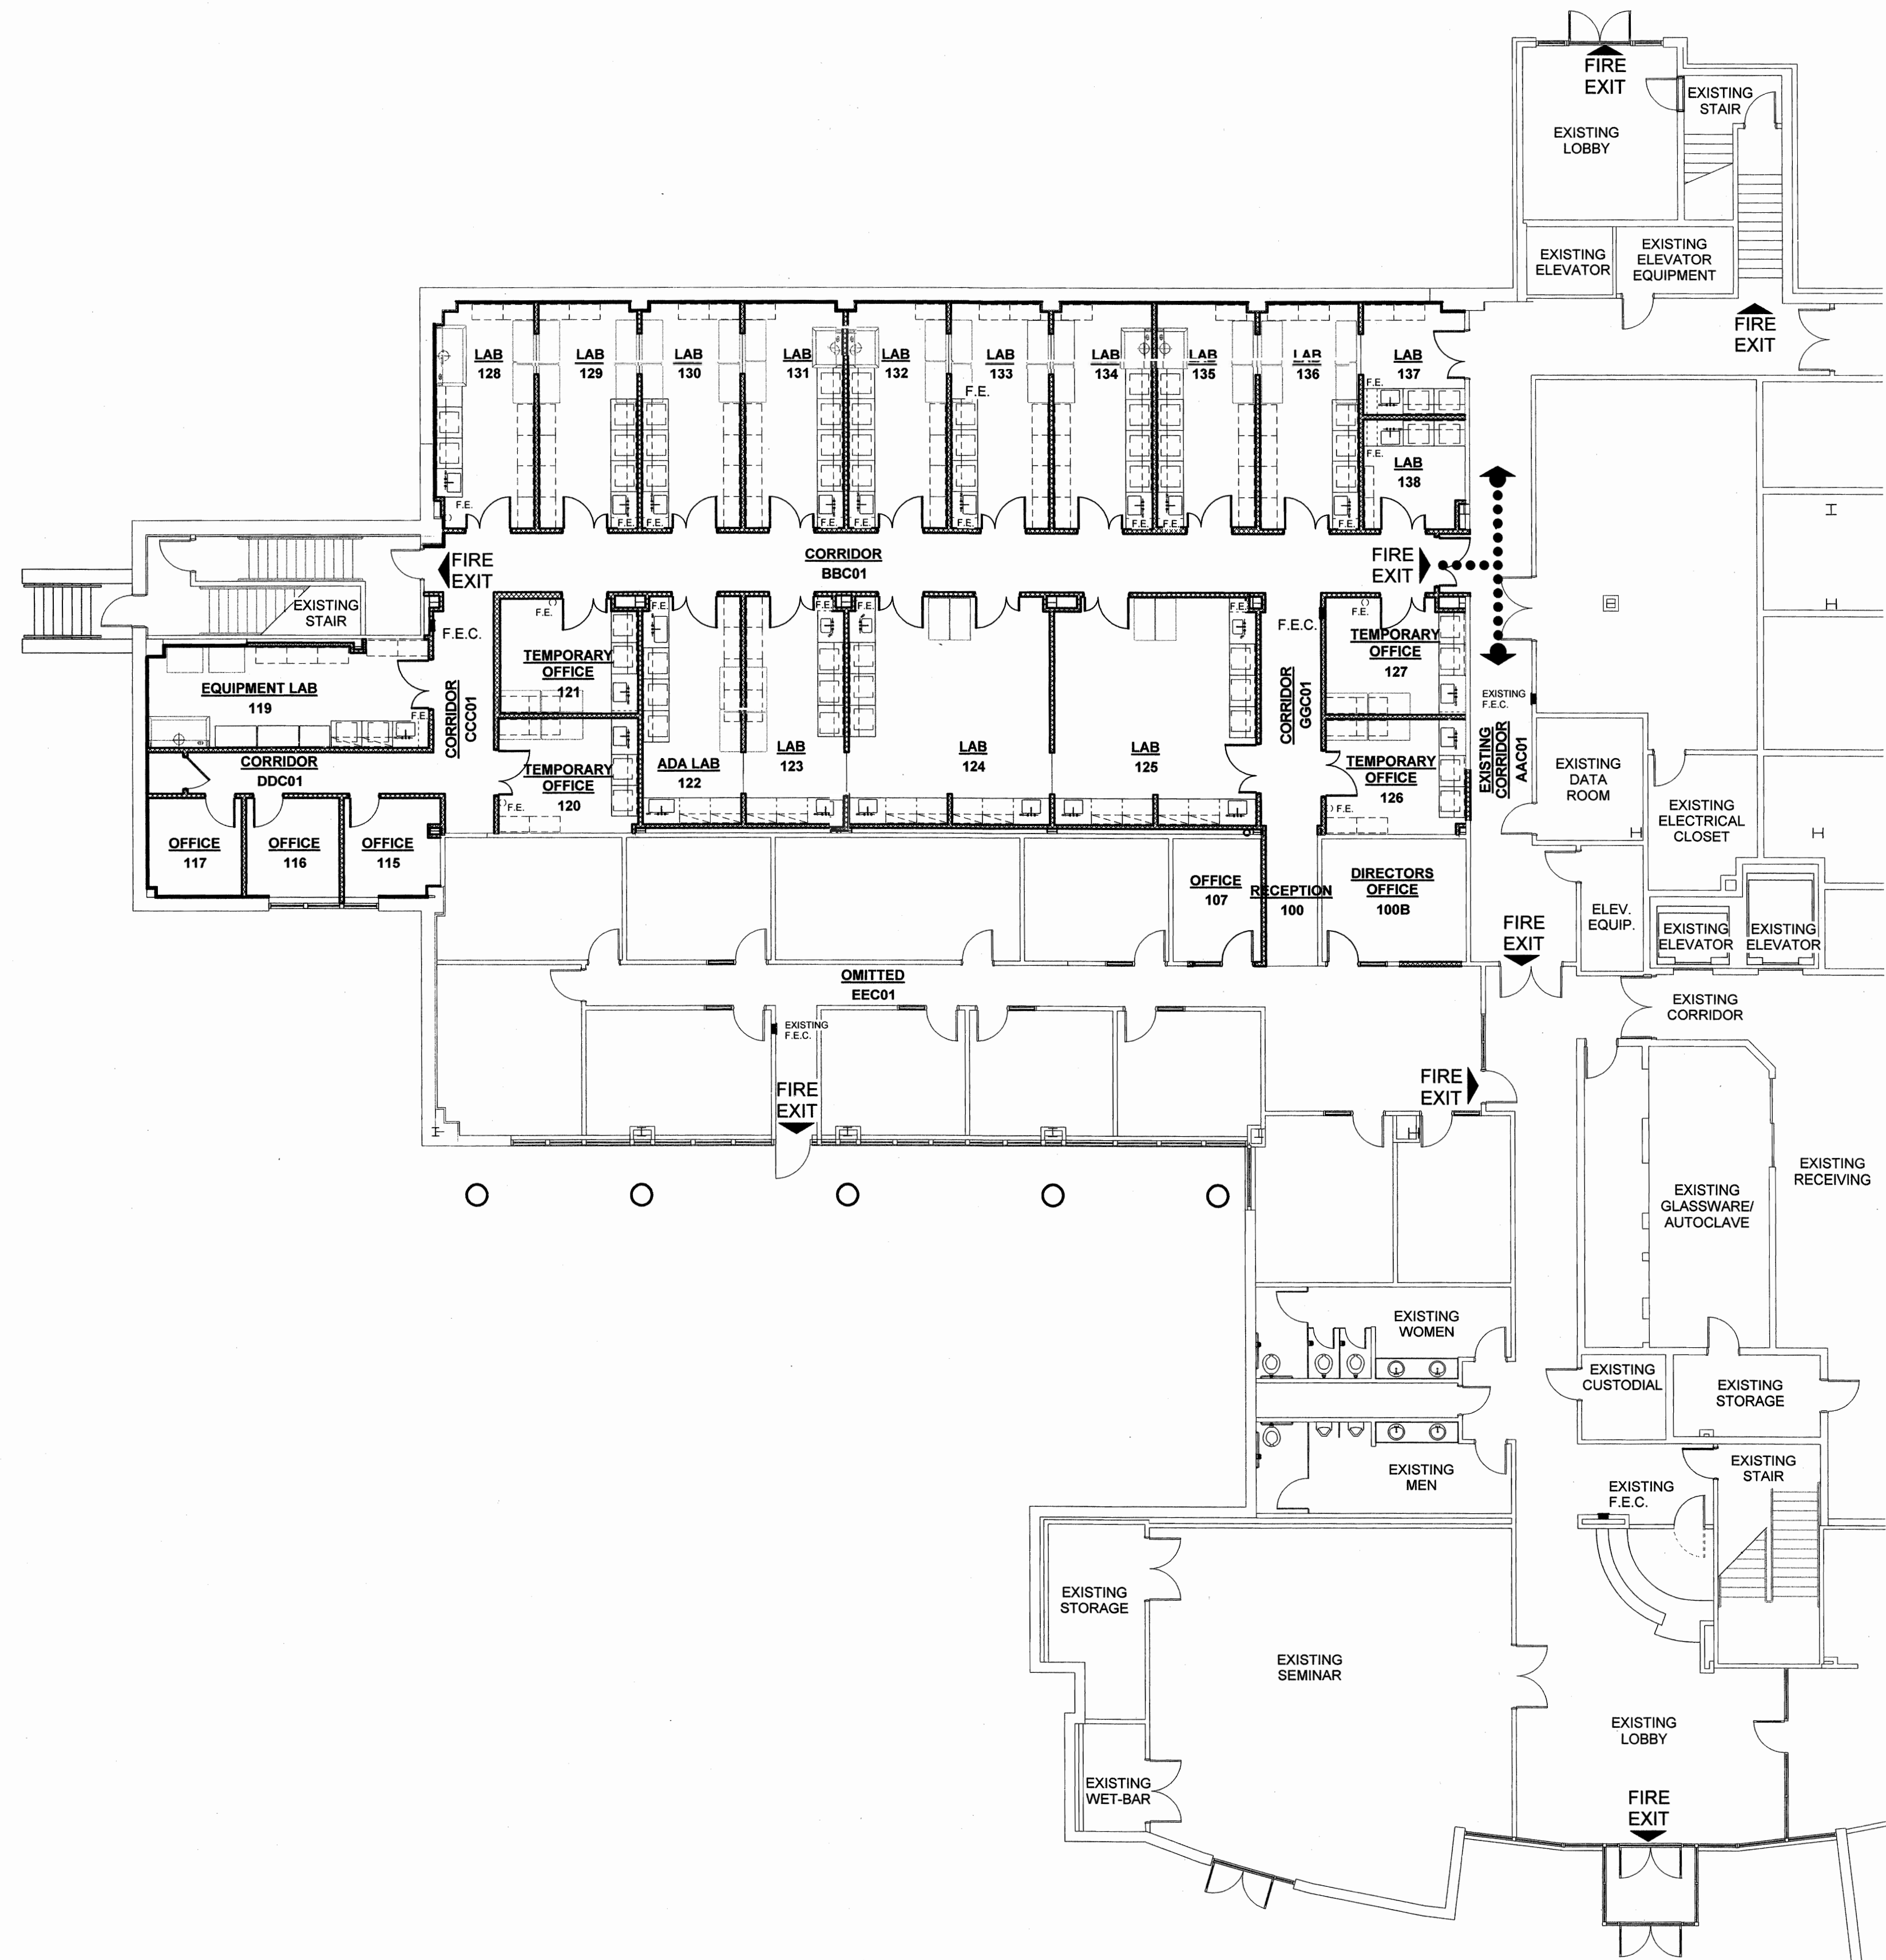 FIRE
EXIT
EXISTING
STAIR
EXISTING
LOBBY
EXISTING
ELEVATOR
EXISTING
ELEVATOR
EQUIPMENT
FIRE
EXIT
LAB
128
LAB
129
LAB
130
LAB
131
LAB
132
LAB
133
LAB
134
LAB
135
LAB
136
LAB
137
F.E.
F.E.
F.E.
LAB
138
F.E.
F.E.
F.E.
F.E.
F.E.
F.E.
F.E.
F.E.
F.E.
FIRE
EXIT
CORRIDOR
BBC01
FIRE
EXIT
EXISTING
STAIR
F.E.C.
F.E.
F.E.
F.E.
F.E.
F.E.
F.E.C.
F.E.
TEMPORARY
OFFICE
121
TEMPORARY
OFFICE
127
EQUIPMENT LAB
119
F.E.
CORRIDOR
CCC01
CORRIDOR
GGC01
EXISTING
F.E.C.
EXISTING
CORRIDOR
AAC01
CORRIDOR
DDC01
TEMPORARY
OFFICE
120
F.E.
ADA LAB
122
LAB
123
LAB
124
LAB
125
TEMPORARY
OFFICE
126
F.E.
EXISTING
DATA
ROOM
EXISTING
ELECTRICAL
CLOSET
OFFICE
117
OFFICE
116
OFFICE
115
OFFICE
107
RECEPTION
100
DIRECTORS
OFFICE
100B
ELEV.
EQUIP.
FIRE
EXIT
EXISTING
ELEVATOR
EXISTING
ELEVATOR
OMITTED
EEC01
EXISTING
CORRIDOR
EXISTING
F.E.C.
FIRE
EXIT
FIRE
EXIT
EXISTING
RECEIVING
EXISTING
GLASSWARE/
AUTOCLAVE
EXISTING
WOMEN
EXISTING
CUSTODIAL
EXISTING
STORAGE
EXISTING
MEN
EXISTING
STAIR
EXISTING
F.E.C.
EXISTING
STORAGE
EXISTING
SEMINAR
EXISTING
LOBBY
EXISTING
WET-BAR
FIRE
EXIT